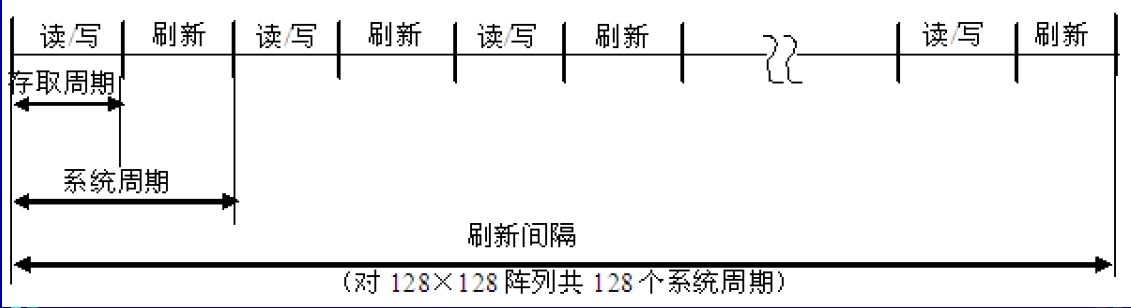 读/写 刷新 读/写 刷新 读/写 刷新 读/写 刷新
存取周期
系统周期
刷新间隔
(对 128×128 阵列共 128 个系统周期)